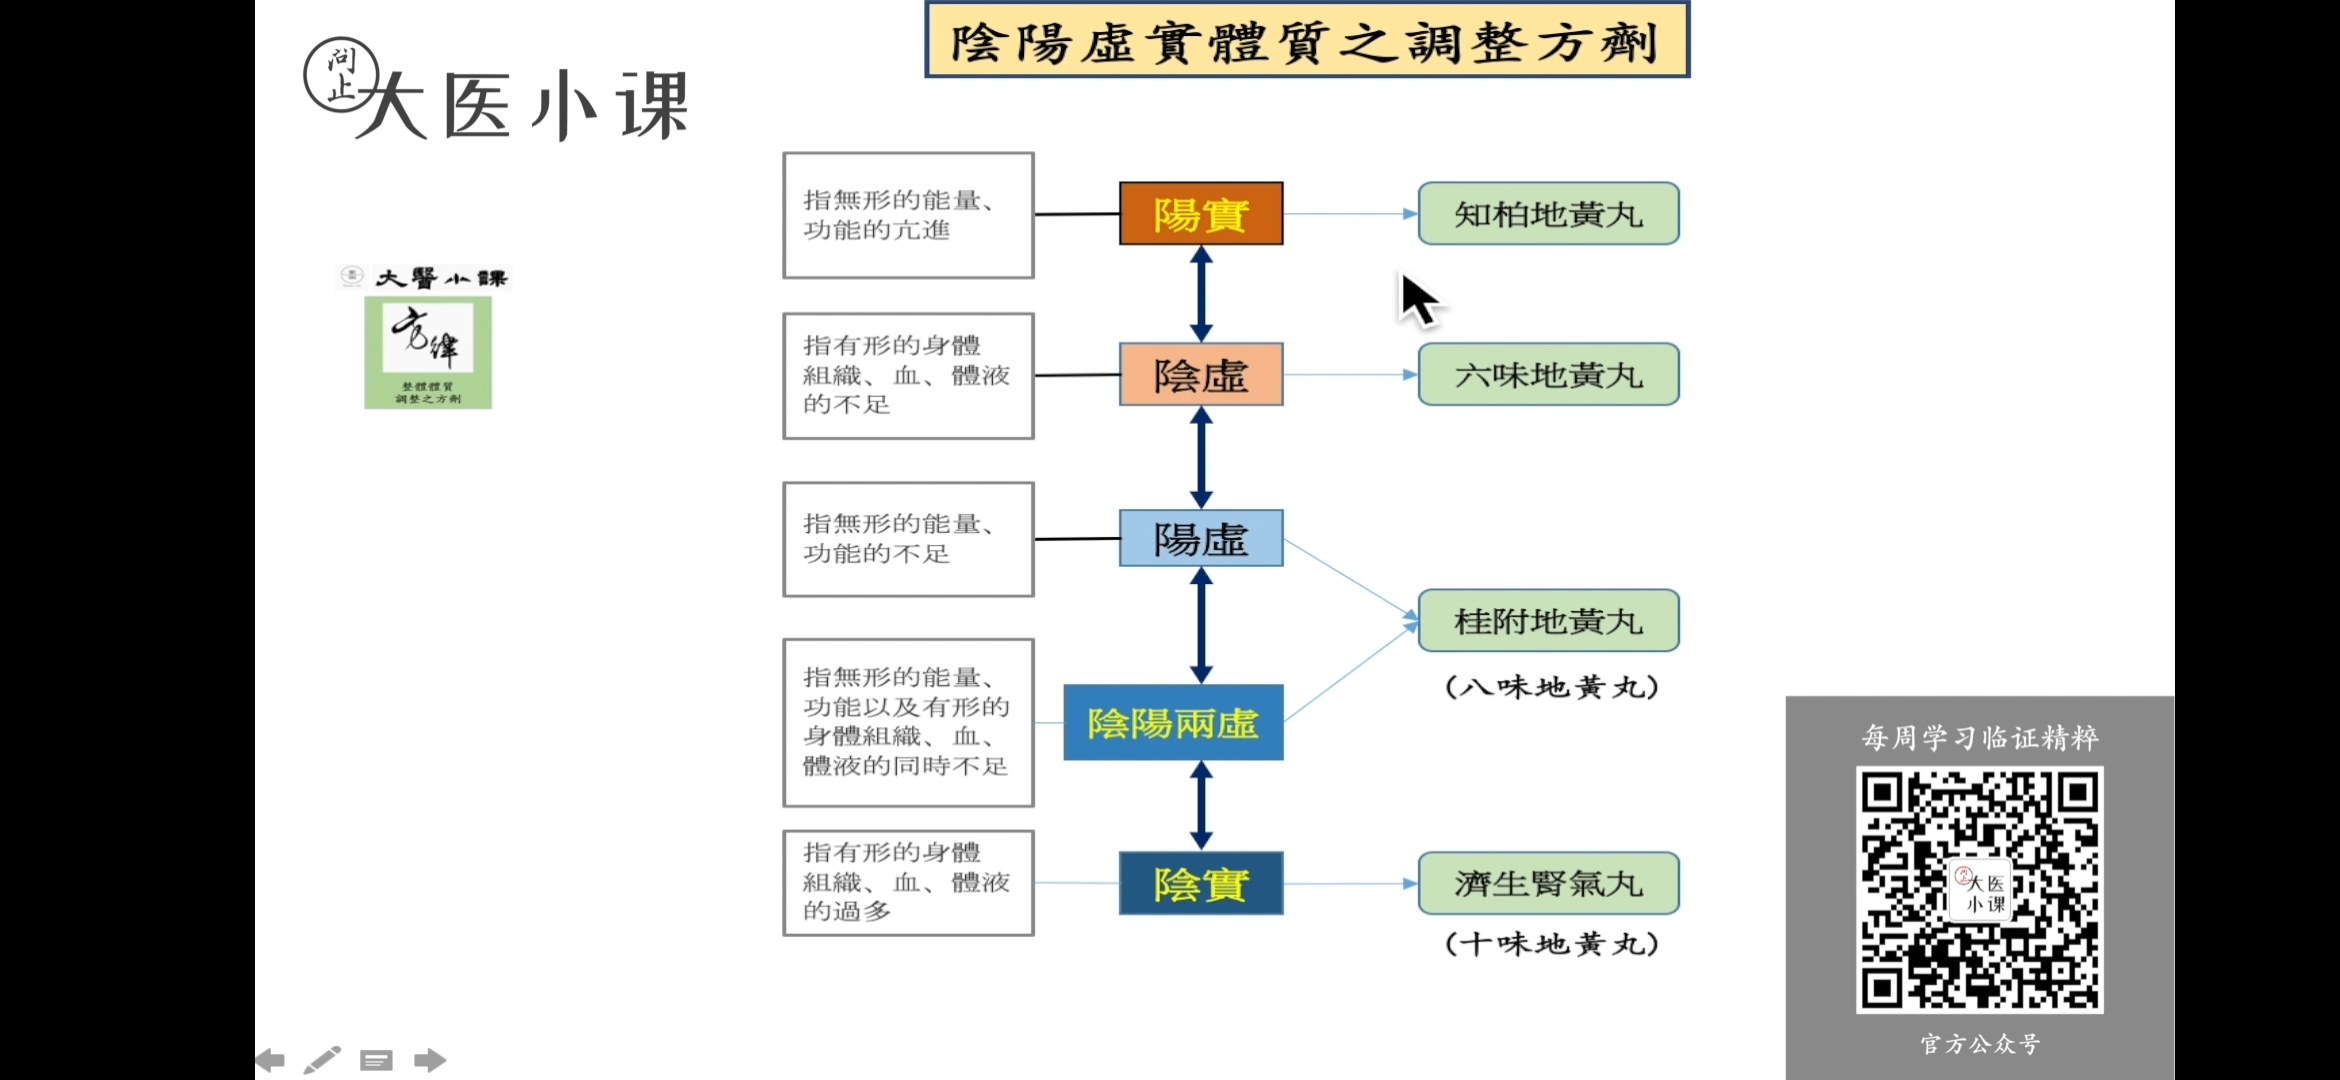 陰陽虛實體質之調整方劑
问止
大医小课
指無形的能量、
功能的亢進
陽實
知柏地黃丸
大醫小課
方緯
整體體質
調整之方劑
指有形的身體
組織、血、體液
的不足
陰虛
六味地黃丸
指無形的能量、
功能的不足
陽虛
桂附地黃丸
(八味地黃丸)
指無形的能量、
功能以及有形的
身體組織、血、
體液的同時不足
陰陽兩虛
指有形的身體
組織、血、體液
的過多
陰實
濟生腎氣丸
(十味地黃丸)
每周学习临证精粹
问止
大医
小课
官方公众号